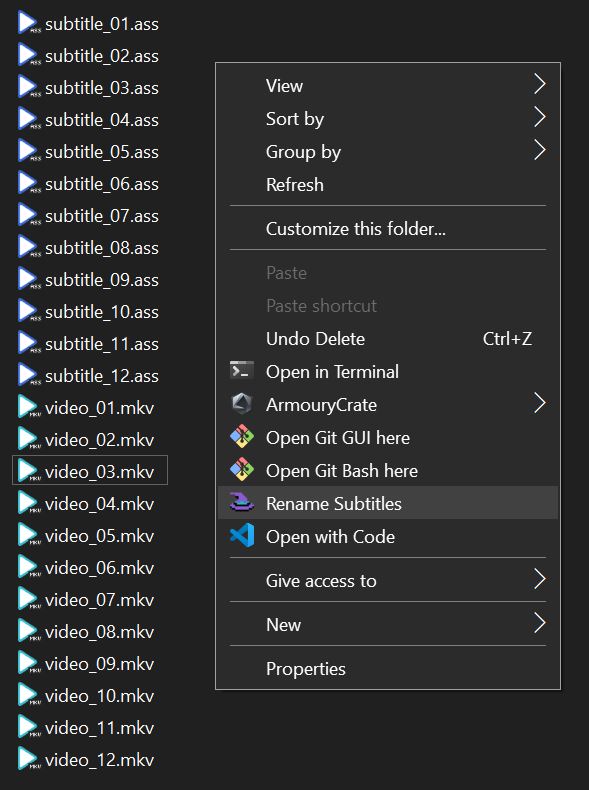 subtitle_01.ass
subtitle_02.ass
subtitle_03.ass
subtitle_04.ass
subtitle_05.ass
subtitle_06.ass
subtitle_07.ass
subtitle_08.ass
subtitle_09.ass
subtitle_10.ass
subtitle_11.ass
subtitle_12.ass
video_01.mkv
video_02.mkv
video_03.mkv
video_04.mkv
video_05.mkv
video_06.mkv
video_07.mkv
video_08.mkv
video_09.mkv
video_10.mkv
video_11.mkv
video_12.mkv
View
Sort by
Group by
Refresh
Customize this folder...
Paste
Paste shortcut
Undo Delete Ctrl+Z
Open in Terminal
ArmouryCrate
Open Git GUI here
Open Git Bash here
Rename Subtitles
Open with Code
Give access to
New
Properties